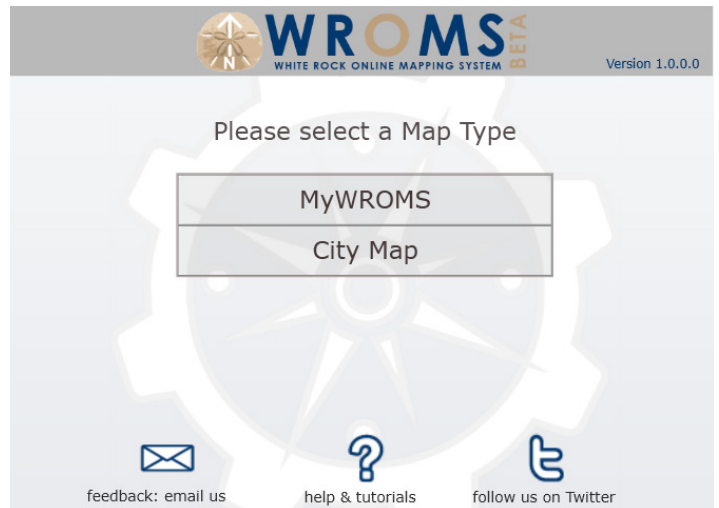 WROMS BETA
WHITE ROCK ONLINE MAPPING SYSTEM
N
Version 1.0.0.0
Please select a Map Type
MyWROMS
City Map
feedback: email us
help & tutorials
follow us on Twitter